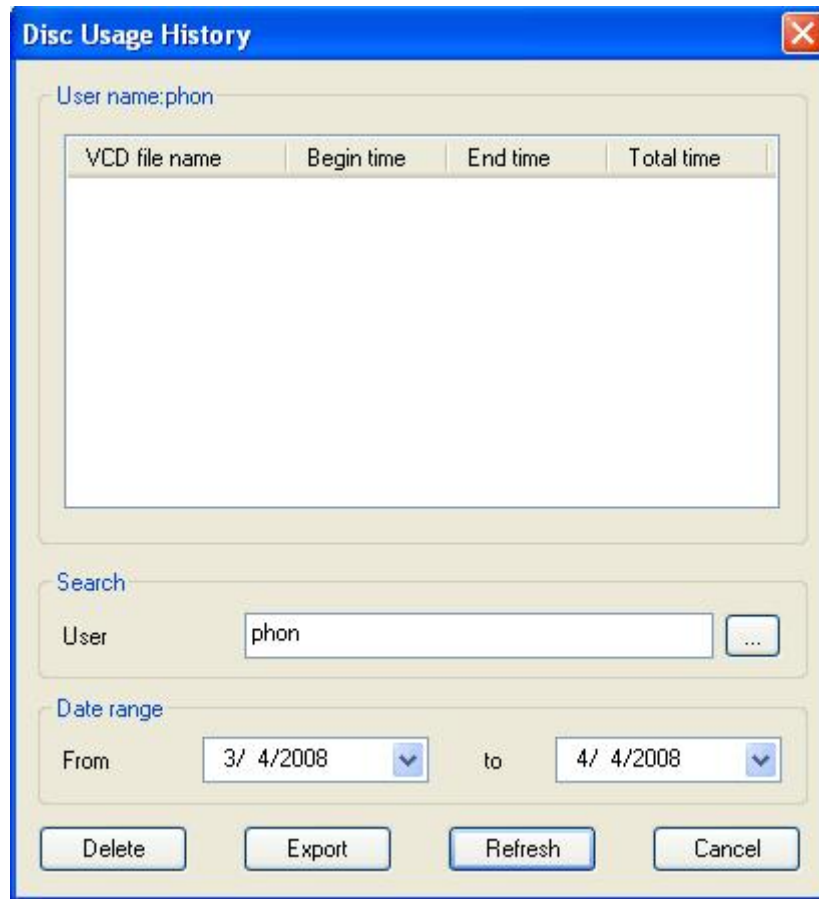 Disc Usage History
User name:phon
VCD file name Begin time End time Total time
Search
User phon ...
Date range
From 3/ 4/2008 to 4/ 4/2008
Delete Export Refresh Cancel